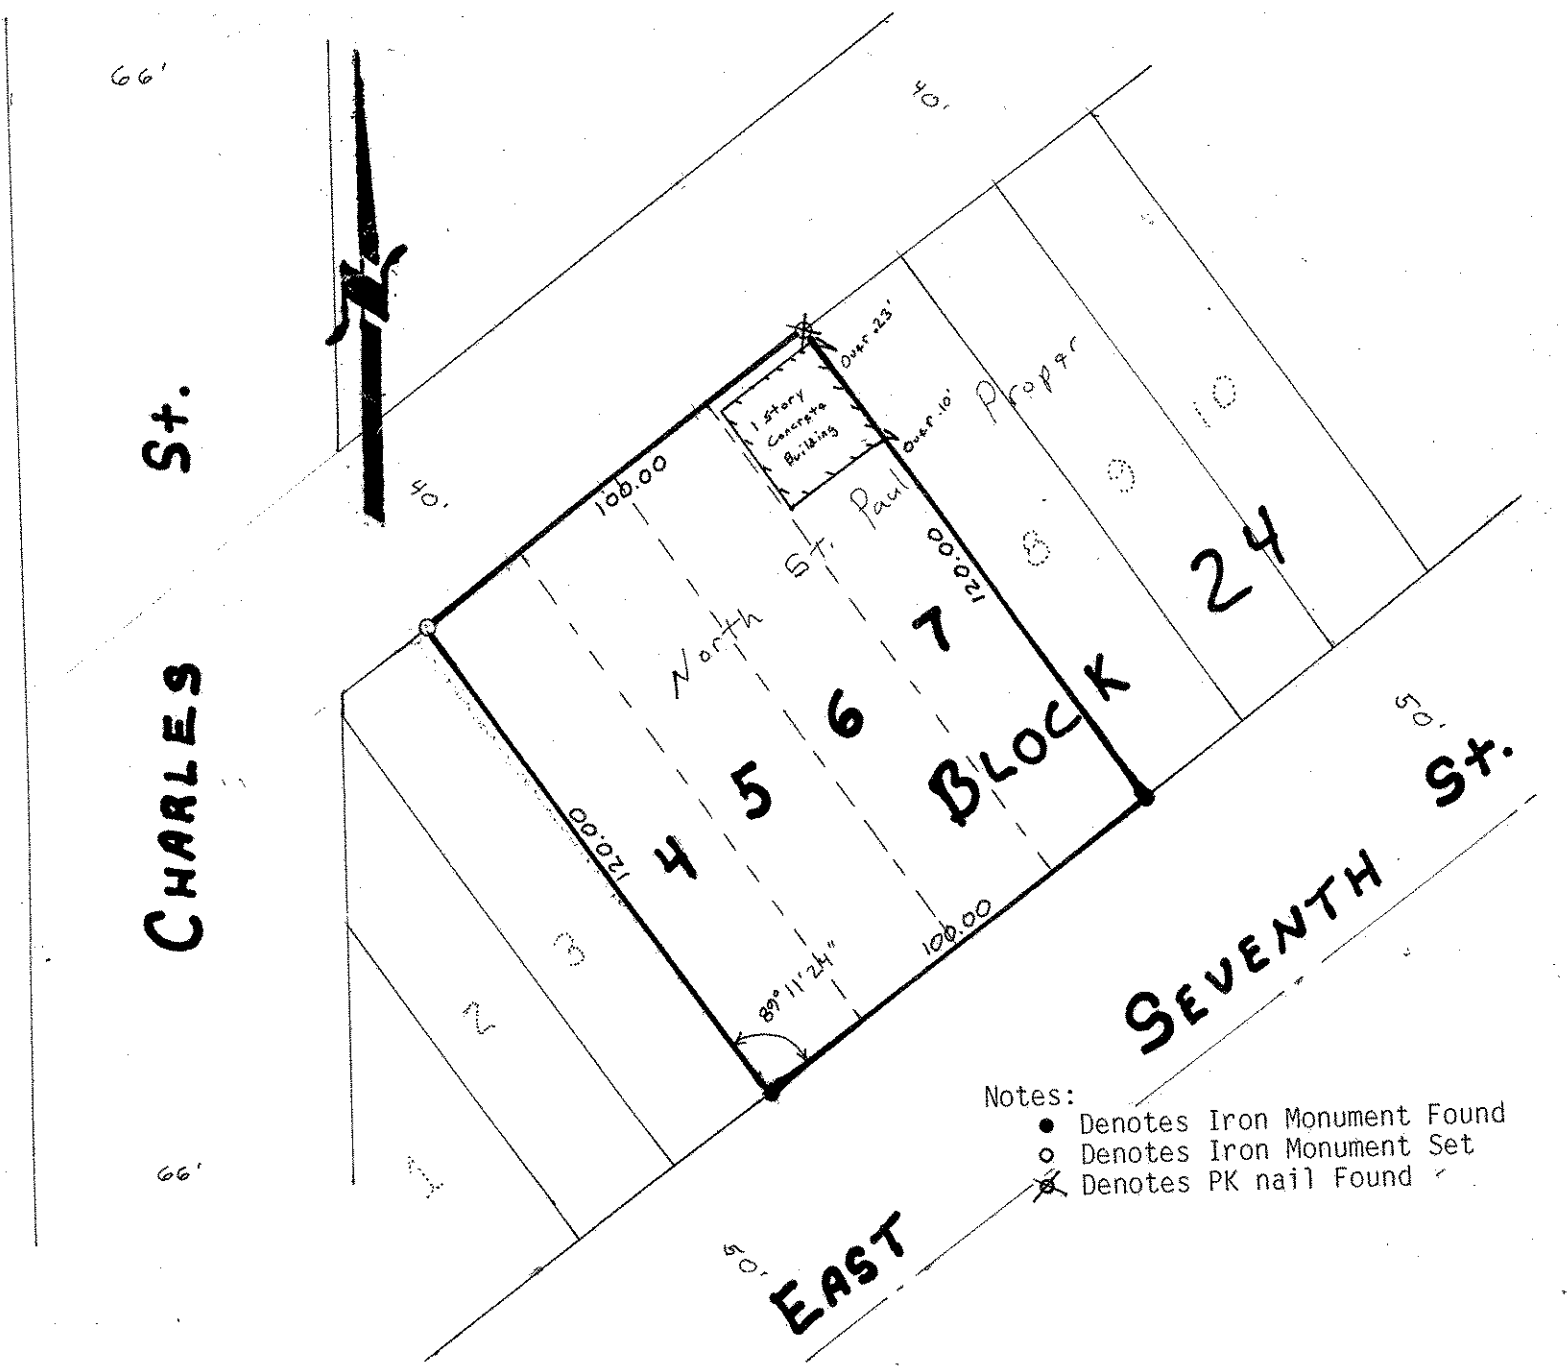 66'
40'
N
CHARLES St.
40'
Over .23'
Over .10'
1 Story
Concrete
Building
100.00
North St. Paul Proper
120.00
120.00
100.00
89° 11' 24"
1
2
3
4
5
6
7
8
9
10
BLOCK 24
50'
EAST SEVENTH St.
50'
66'
Notes:
● Denotes Iron Monument Found
○ Denotes Iron Monument Set
Denotes PK nail Found